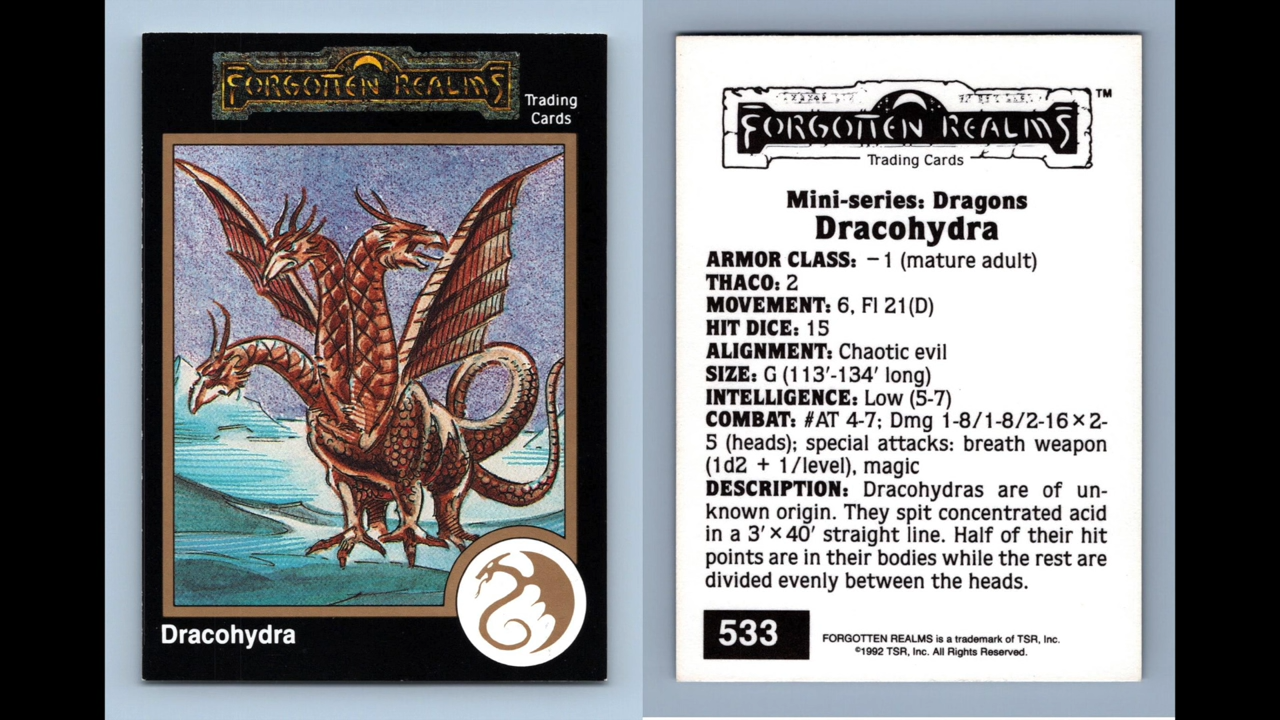 FORGOTTEN REALMS
Trading
Cards
Dracohydra
FORGOTTEN REALMS™
Trading Cards
Mini-series: Dragons
Dracohydra
ARMOR CLASS: −1 (mature adult)
THACO: 2
MOVEMENT: 6, Fl 21(D)
HIT DICE: 15
ALIGNMENT: Chaotic evil
SIZE: G (113′-134′ long)
INTELLIGENCE: Low (5-7)
COMBAT: #AT 4-7; Dmg 1-8/1-8/2-16×2-
5 (heads); special attacks: breath weapon
(1d2 + 1/level), magic
DESCRIPTION: Dracohydras are of un-
known origin. They spit concentrated acid
in a 3′×40′ straight line. Half of their hit
points are in their bodies while the rest are
divided evenly between the heads.
533
FORGOTTEN REALMS is a trademark of TSR, Inc.
©1992 TSR, Inc. All Rights Reserved.